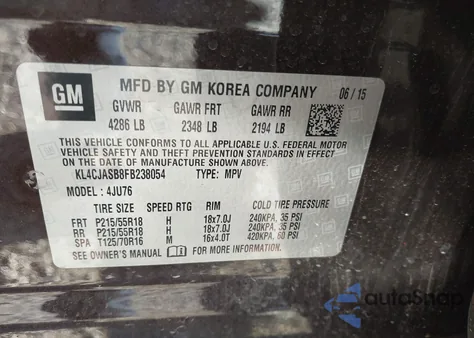 GM
MFD BY GM KOREA COMPANY 06 / 15
GVWR GAWR FRT GAWR RR
4286 LB 2348 LB 2194 LB
THIS VEHICLE CONFORMS TO ALL APPLICABLE U.S. FEDERAL MOTOR
VEHICLE SAFETY, THEFT PREVENTION AND BUMPER STANDARDS IN EFFECT ON
THE DATE OF MANUFACTURE SHOWN ABOVE.
KL4CJASB8FB238054 TYPE: MPV
MODEL : 4JU76
TIRE SIZE SPEED RTG RIM COLD TIRE PRESSURE
FRT P215/55R18 H 18x7.0J 240KPA, 35 PSI
RR P215/55R18 H 18x7.0J 240KPA, 35 PSI
SPA T125/70R16 M 16x4.0T 420KPA, 60 PSI
SEE OWNER'S MANUAL FOR MORE INFORMATION.
autoSnap